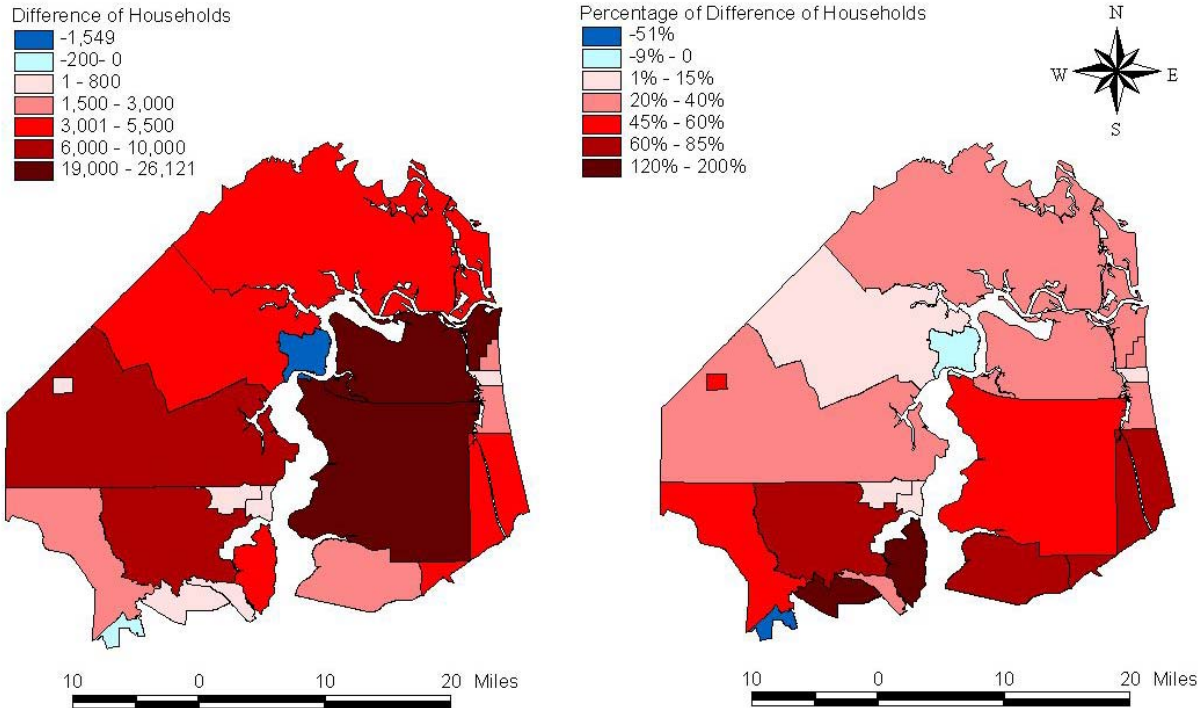 Difference of Households
-1,549
-200- 0
1 - 800
1,500 - 3,000
3,001 - 5,500
6,000 - 10,000
19,000 - 26,121
10 0 10 20 Miles
Percentage of Difference of Households
-51%
-9% - 0
1% - 15%
20% - 40%
45% - 60%
60% - 85%
120% - 200%
N
W E
S
10 0 10 20 Miles